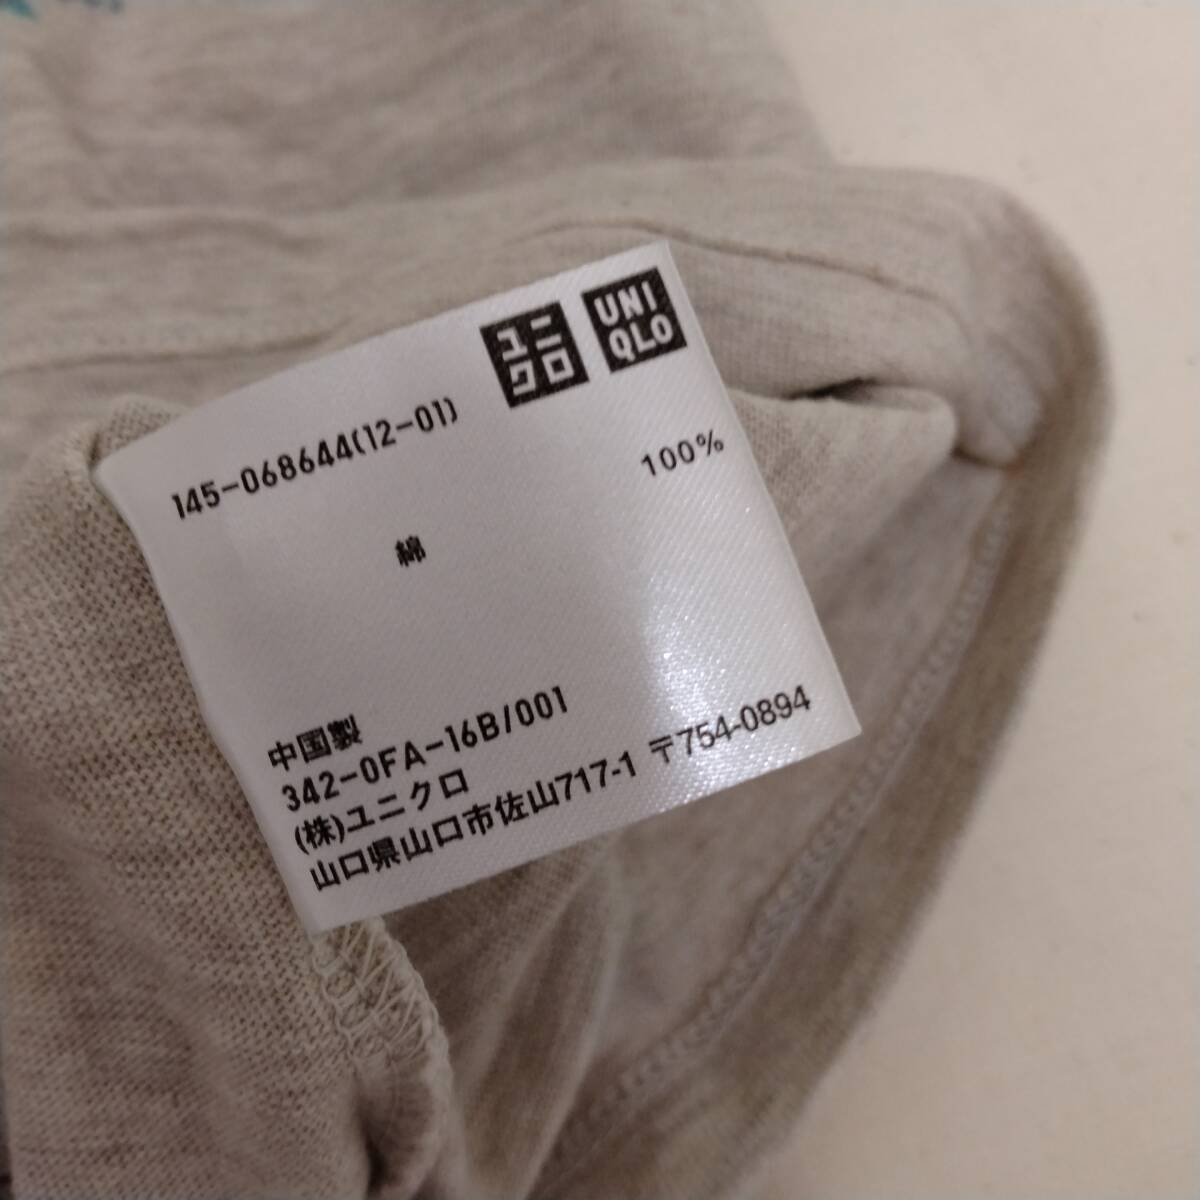 ユニ
クロ
UNI
QLO
145-068644(12-01)
綿 100%
中国製
342-0FA-16B/001
(株)ユニクロ
山口県山口市佐山717-1 〒754-0894